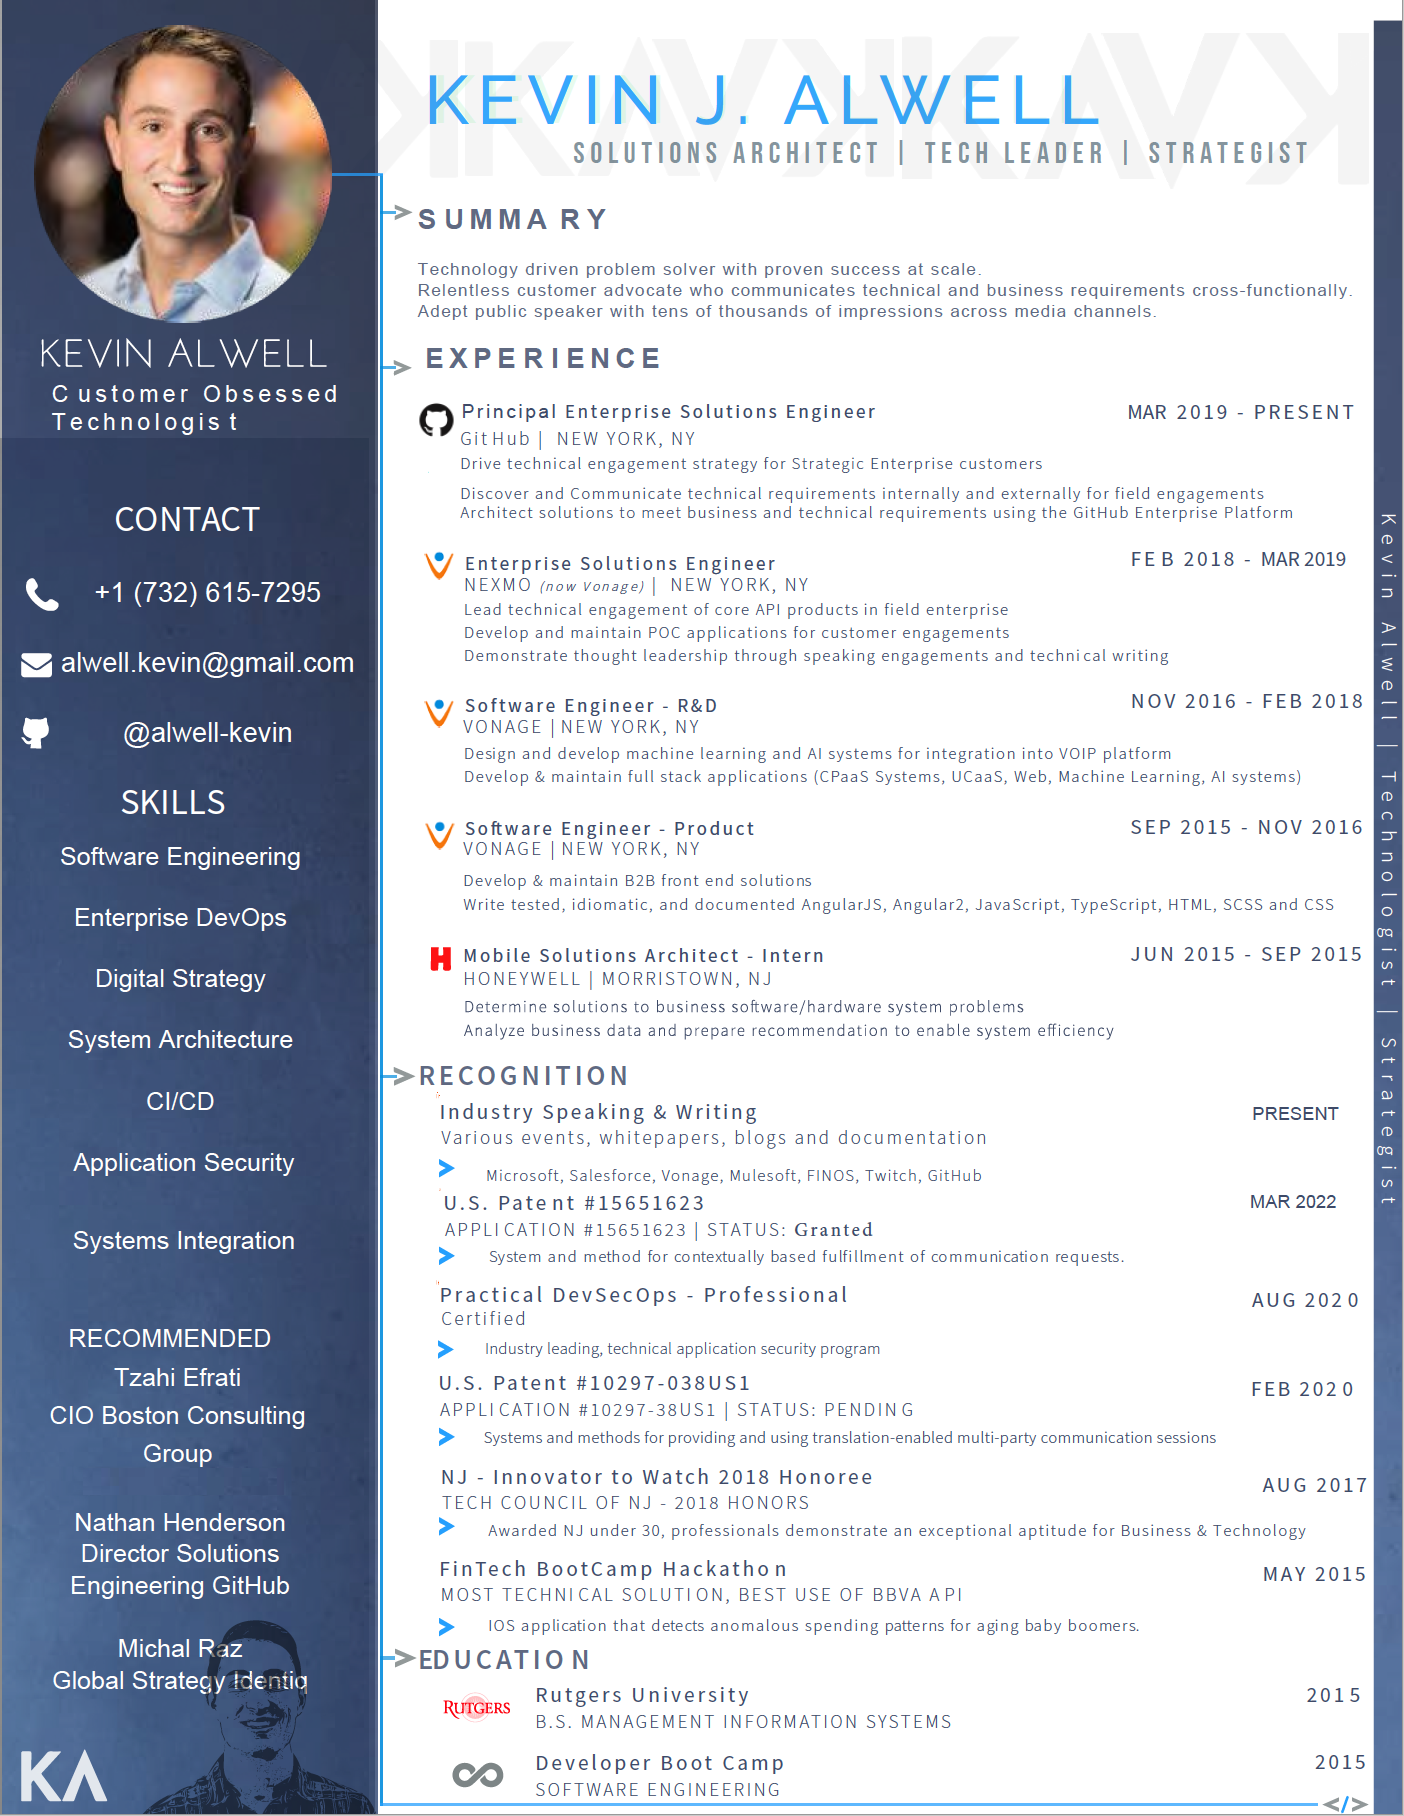 KEVIN ALWELL
Customer Obsessed
Technologist
CONTACT
+1 (732) 615-7295
alwell.kevin@gmail.com
@alwell-kevin
SKILLS
Software Engineering
Enterprise DevOps
Digital Strategy
System Architecture
CI/CD
Application Security
Systems Integration
RECOMMENDED
Tzahi Efrati
CIO Boston Consulting
Group
Nathan Henderson
Director Solutions
Engineering GitHub
Michal Raz
Global Strategy Identiq
KA
KEVIN J. ALWELL
SOLUTIONS ARCHITECT | TECH LEADER | STRATEGIST
SUMMARY
Technology driven problem solver with proven success at scale.
Relentless customer advocate who communicates technical and business requirements cross-functionally.
Adept public speaker with tens of thousands of impressions across media channels.
EXPERIENCE
Principal Enterprise Solutions Engineer MAR 2019 - PRESENT
GitHub | NEW YORK, NY
Drive technical engagement strategy for Strategic Enterprise customers
Discover and Communicate technical requirements internally and externally for field engagements
Architect solutions to meet business and technical requirements using the GitHub Enterprise Platform
Enterprise Solutions Engineer FEB 2018 - MAR 2019
NEXMO (now Vonage) | NEW YORK, NY
Lead technical engagement of core API products in field enterprise
Develop and maintain POC applications for customer engagements
Demonstrate thought leadership through speaking engagements and technical writing
Software Engineer - R&D NOV 2016 - FEB 2018
VONAGE | NEW YORK, NY
Design and develop machine learning and AI systems for integration into VOIP platform
Develop & maintain full stack applications (CPaaS Systems, UCaaS, Web, Machine Learning, AI systems)
Software Engineer - Product SEP 2015 - NOV 2016
VONAGE | NEW YORK, NY
Develop & maintain B2B front end solutions
Write tested, idiomatic, and documented AngularJS, Angular2, JavaScript, TypeScript, HTML, SCSS and CSS
H Mobile Solutions Architect - Intern JUN 2015 - SEP 2015
HONEYWELL | MORRISTOWN, NJ
Determine solutions to business software/hardware system problems
Analyze business data and prepare recommendation to enable system efficiency
RECOGNITION
Industry Speaking & Writing PRESENT
Various events, whitepapers, blogs and documentation
Microsoft, Salesforce, Vonage, Mulesoft, FINOS, Twitch, GitHub
U.S. Patent #15651623 MAR 2022
APPLICATION #15651623 | STATUS: Granted
System and method for contextually based fulfillment of communication requests.
Practical DevSecOps - Professional AUG 2020
Certified
Industry leading, technical application security program
U.S. Patent #10297-038US1 FEB 2020
APPLICATION #10297-38US1 | STATUS: PENDING
Systems and methods for providing and using translation-enabled multi-party communication sessions
NJ - Innovator to Watch 2018 Honoree AUG 2017
TECH COUNCIL OF NJ - 2018 HONORS
Awarded NJ under 30, professionals demonstrate an exceptional aptitude for Business & Technology
FinTech BootCamp Hackathon MAY 2015
MOST TECHNICAL SOLUTION, BEST USE OF BBVA API
IOS application that detects anomalous spending patterns for aging baby boomers.
EDUCATION
RUTGERS Rutgers University 2015
B.S. MANAGEMENT INFORMATION SYSTEMS
Developer Boot Camp 2015
SOFTWARE ENGINEERING
</>
Kevin Alwell | Technologist | Strategist